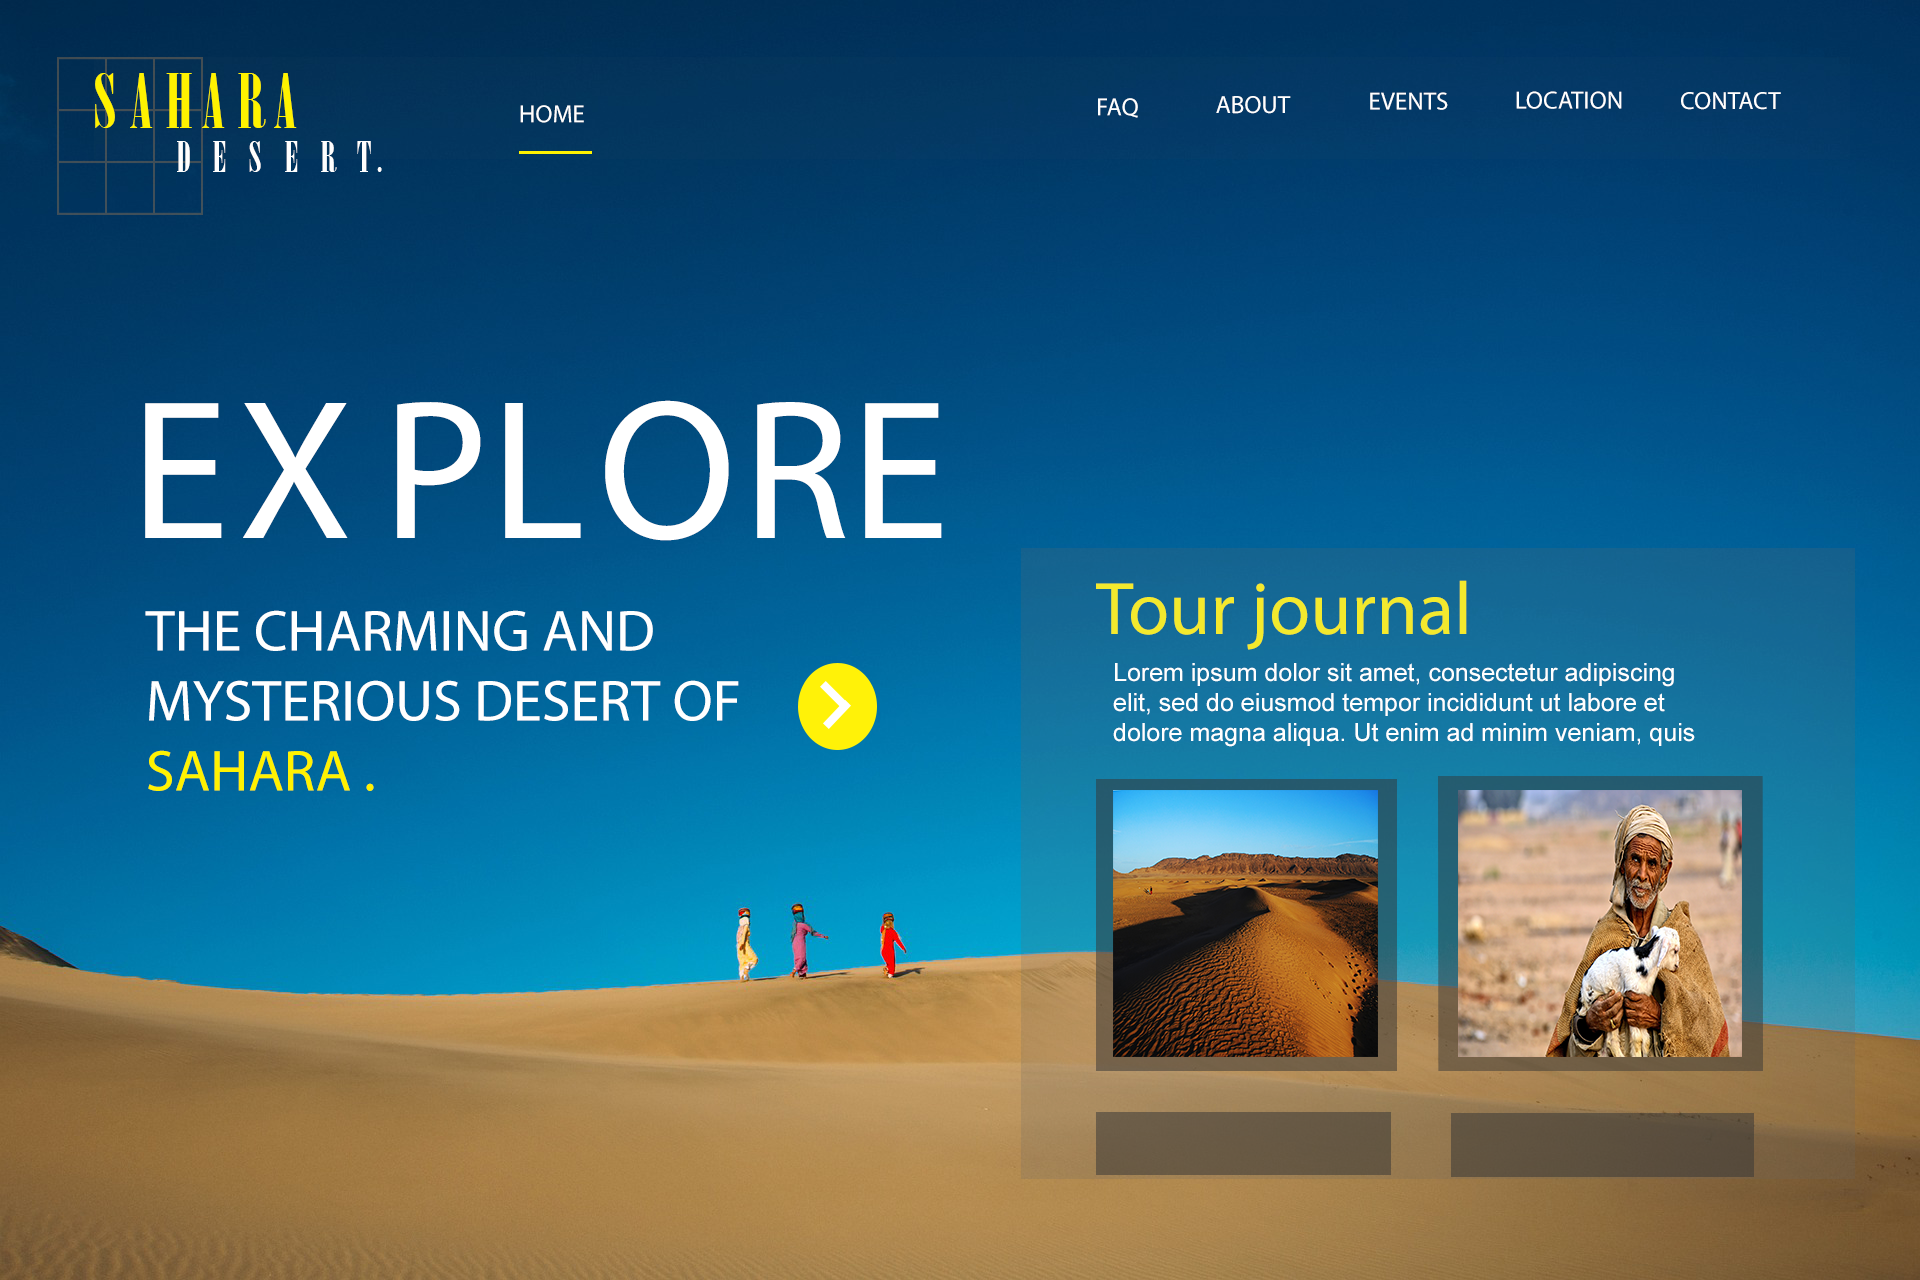 SAHARA
DESERT.
HOME
FAQ
ABOUT
EVENTS
LOCATION
CONTACT
EXPLORE
THE CHARMING AND
MYSTERIOUS DESERT OF
SAHARA .
Tour journal
Lorem ipsum dolor sit amet, consectetur adipiscing
elit, sed do eiusmod tempor incididunt ut labore et
dolore magna aliqua. Ut enim ad minim veniam, quis